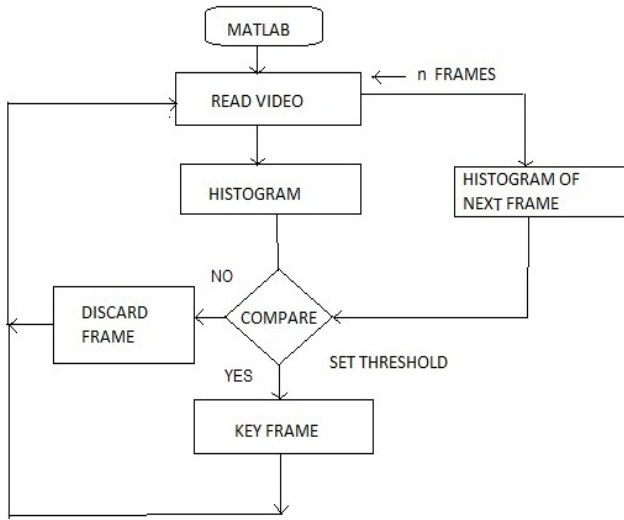 MATLAB
n FRAMES
READ VIDEO
HISTOGRAM
HISTOGRAM OF
NEXT FRAME
NO
DISCARD
FRAME
COMPARE
SET THRESHOLD
YES
KEY FRAME